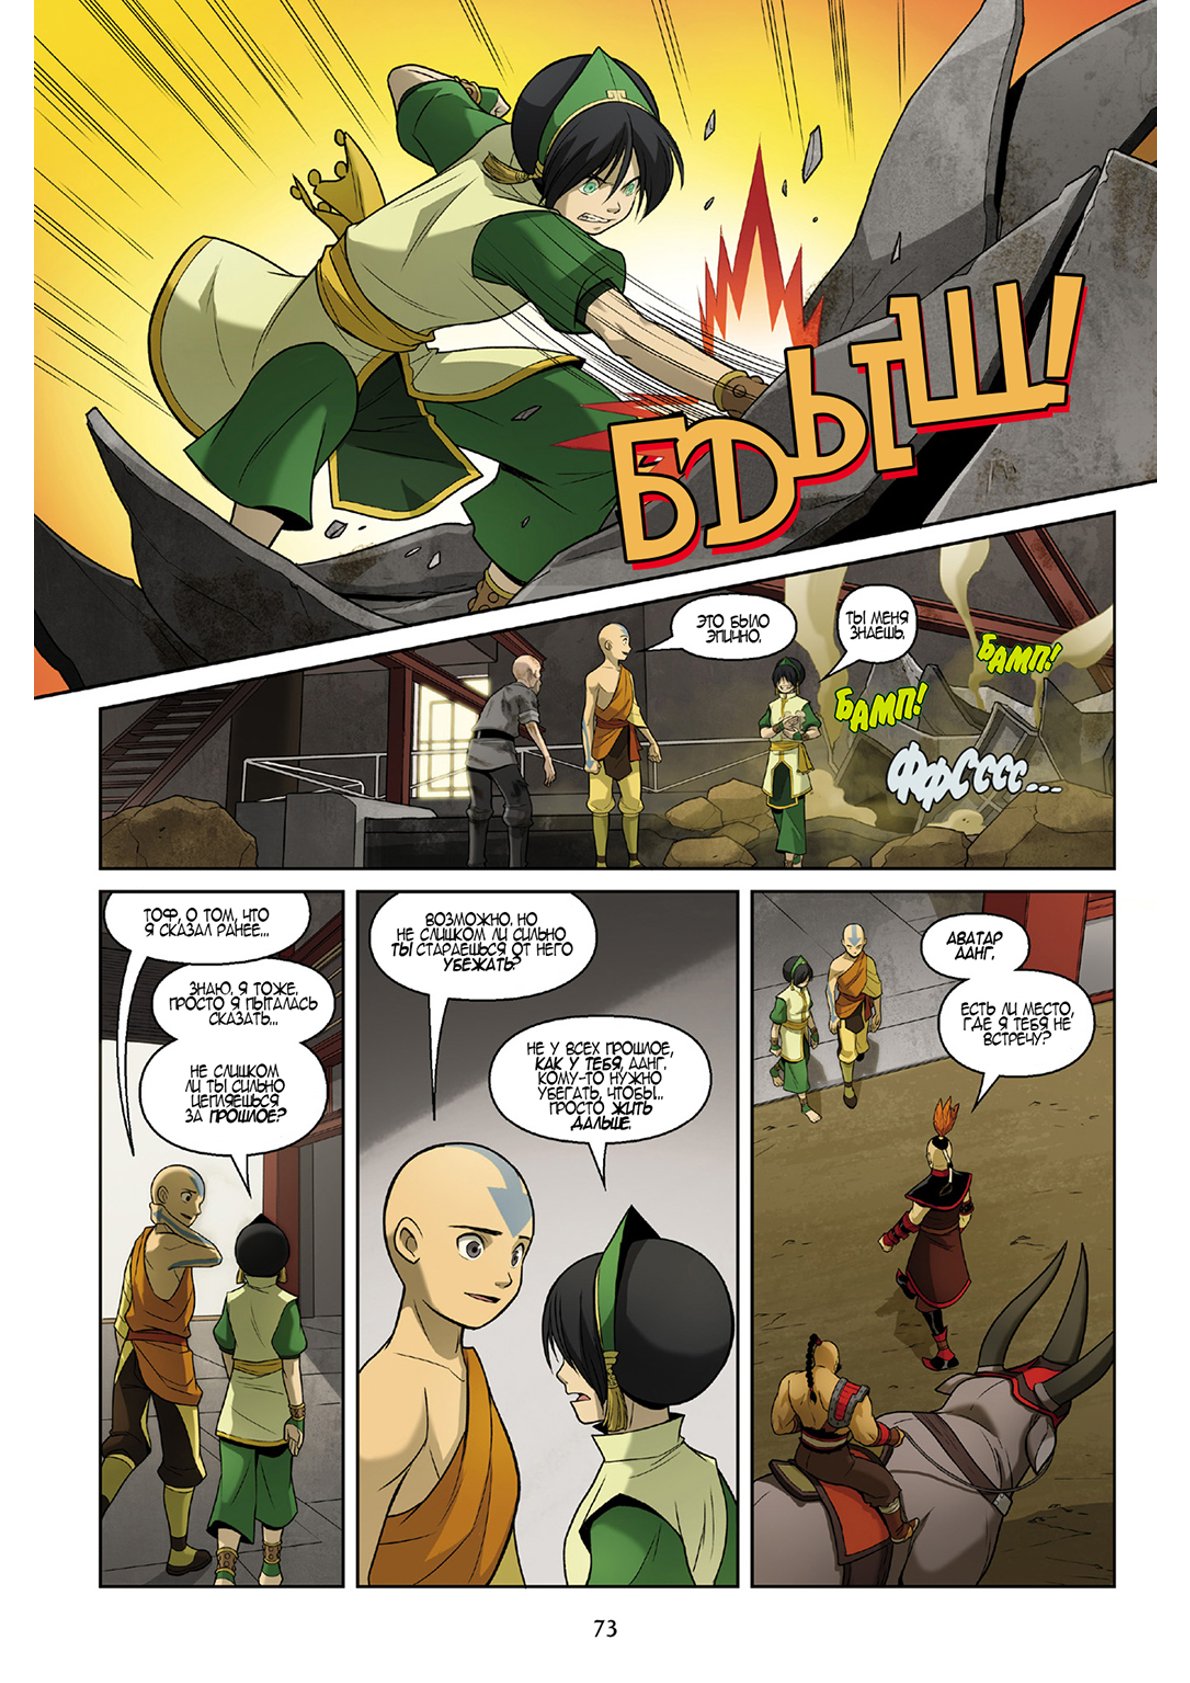 БДЫЩ!
ЭТО БЫЛО
ЭПИЧНО.
ТЫ МЕНЯ
ЗНАЕШЬ.
БАМП!
БАМП!
ФФСССС...
ТОФ, О ТОМ, ЧТО
Я СКАЗАЛ РАНЕЕ...
ЗНАЮ. Я ТОЖЕ.
ПРОСТО Я ПЫТАЛАСЬ
СКАЗАТЬ...
НЕ СЛИШКОМ
ЛИ ТЫ СИЛЬНО
ЦЕПЛЯЕШЬСЯ
ЗА ПРОШЛОЕ?
ВОЗМОЖНО. НО
НЕ СЛИШКОМ ЛИ СИЛЬНО
ТЫ СТАРАЕШЬСЯ ОТ НЕГО
УБЕЖАТЬ?
НЕ У ВСЕХ ПРОШЛОЕ,
КАК У ТЕБЯ, ААНГ.
КОМУ-ТО НУЖНО
УБЕГАТЬ, ЧТОБЫ...
ПРОСТО ЖИТЬ
ДАЛЬШЕ.
АВАТАР
ААНГ.
ЕСТЬ ЛИ МЕСТО,
ГДЕ Я ТЕБЯ НЕ
ВСТРЕЧУ?
73